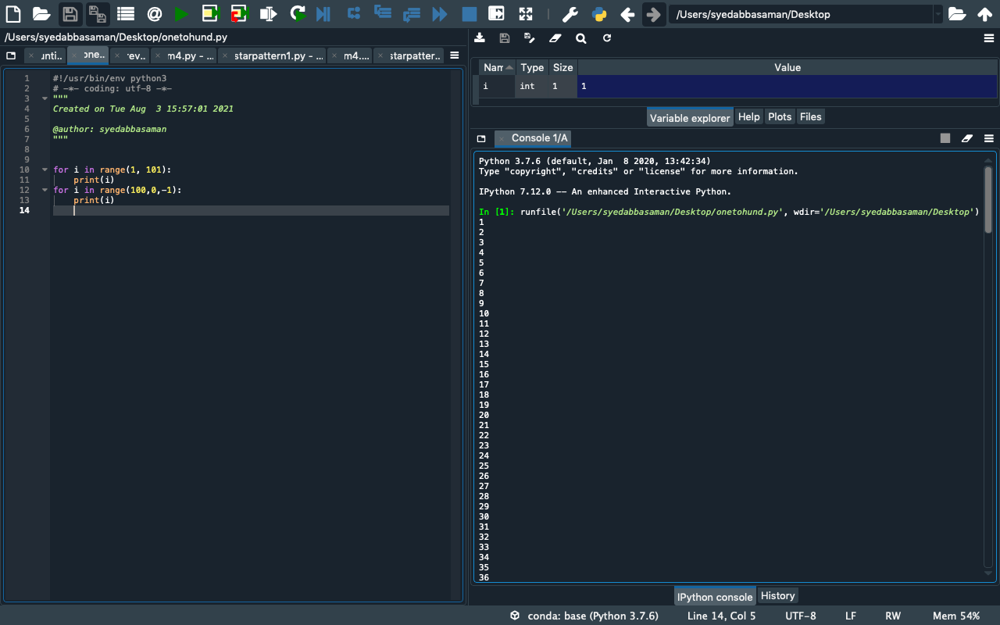 /Users/syedabbasaman/Desktop
/Users/syedabbasaman/Desktop/onetohund.py
unti.. one.. rev.. m4.py - ... starpattern1.py - ... m4.... starpatter..
1 #!/usr/bin/env python3
2 # -*- coding: utf-8 -*-
3 """
4 Created on Tue Aug  3 15:57:01 2021
5
6 @author: syedabbasaman
7 """
8
9
10 for i in range(1, 101):
11     print(i)
12 for i in range(100,0,-1):
13     print(i)
14
Nan Type Size Value
i int 1 1
Variable explorer Help Plots Files
Console 1/A
Python 3.7.6 (default, Jan  8 2020, 13:42:34)
Type "copyright", "credits" or "license" for more information.
IPython 7.12.0 -- An enhanced Interactive Python.
In [1]: runfile('/Users/syedabbasaman/Desktop/onetohund.py', wdir='/Users/syedabbasaman/Desktop')
1
2
3
4
5
6
7
8
9
10
11
12
13
14
15
16
17
18
19
20
21
22
23
24
25
26
27
28
29
30
31
32
33
34
35
36
IPython console History
conda: base (Python 3.7.6) Line 14, Col 5 UTF-8 LF RW Mem 54%